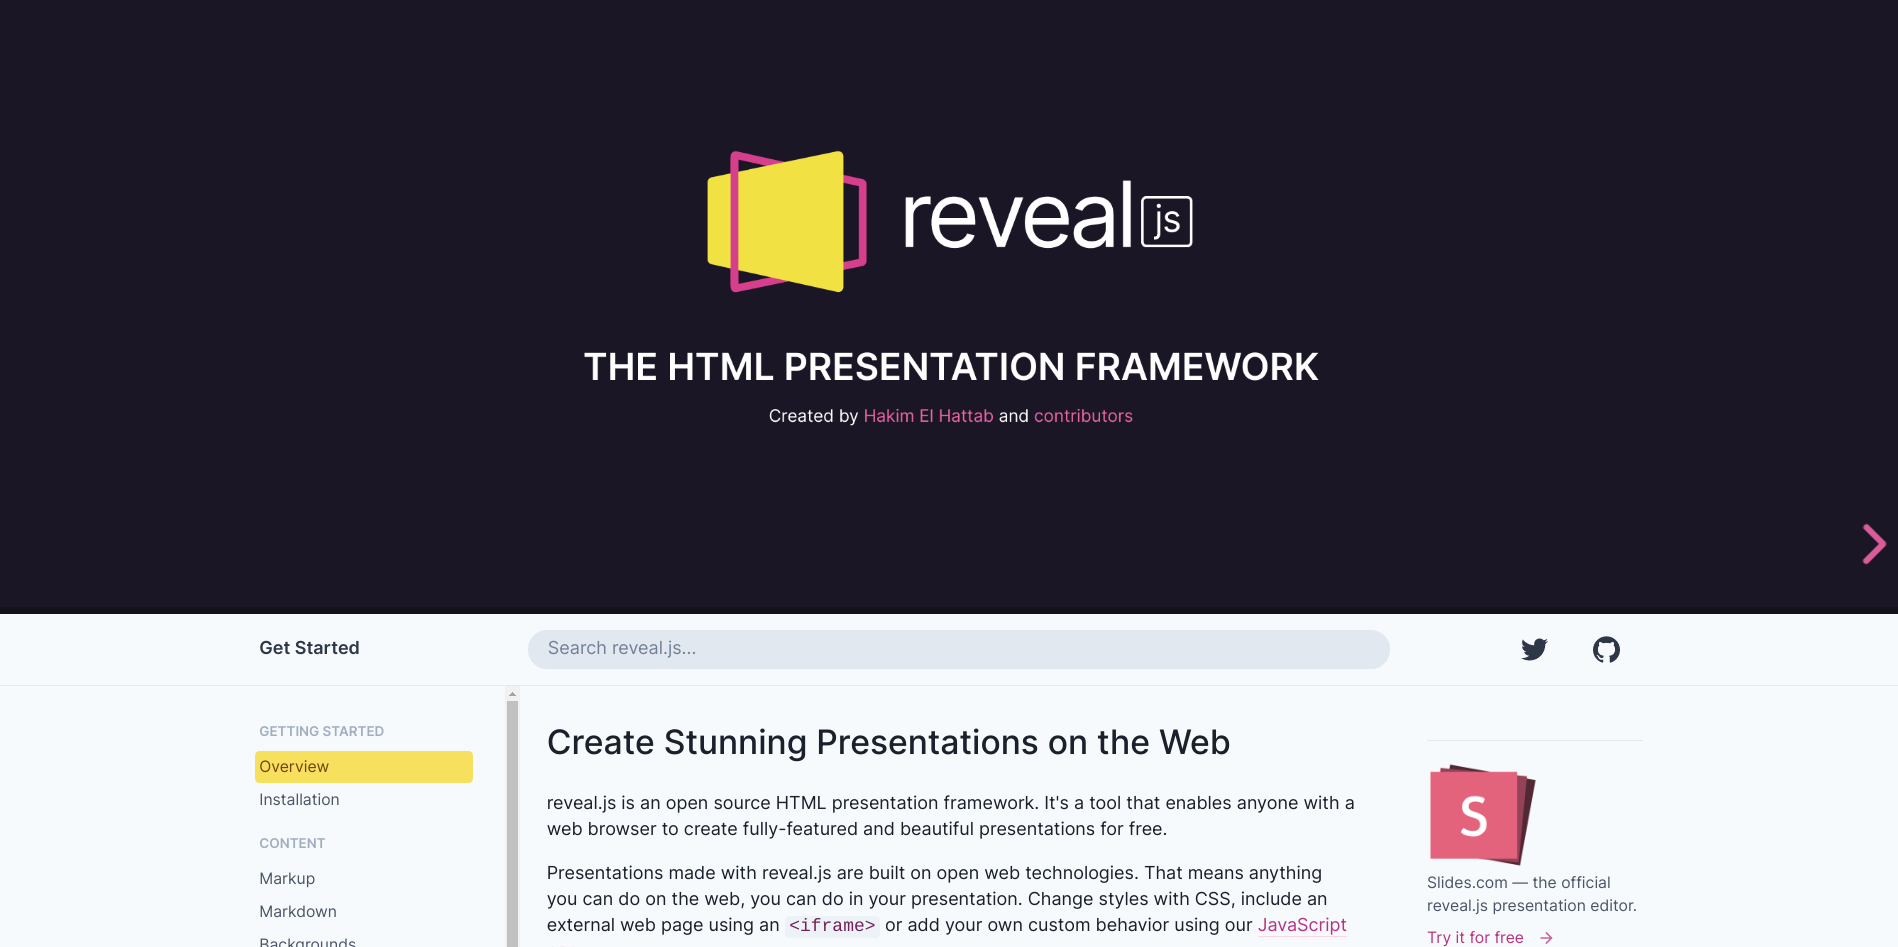 reveal js
THE HTML PRESENTATION FRAMEWORK
Created by Hakim El Hattab and contributors
Get Started
Search reveal.js...
GETTING STARTED
Overview
Installation
CONTENT
Markup
Markdown
Backgrounds
Create Stunning Presentations on the Web
reveal.js is an open source HTML presentation framework. It's a tool that enables anyone with a
web browser to create fully-featured and beautiful presentations for free.
Presentations made with reveal.js are built on open web technologies. That means anything
you can do on the web, you can do in your presentation. Change styles with CSS, include an
external web page using an <iframe> or add your own custom behavior using our JavaScript
S
Slides.com — the official
reveal.js presentation editor.
Try it for free →